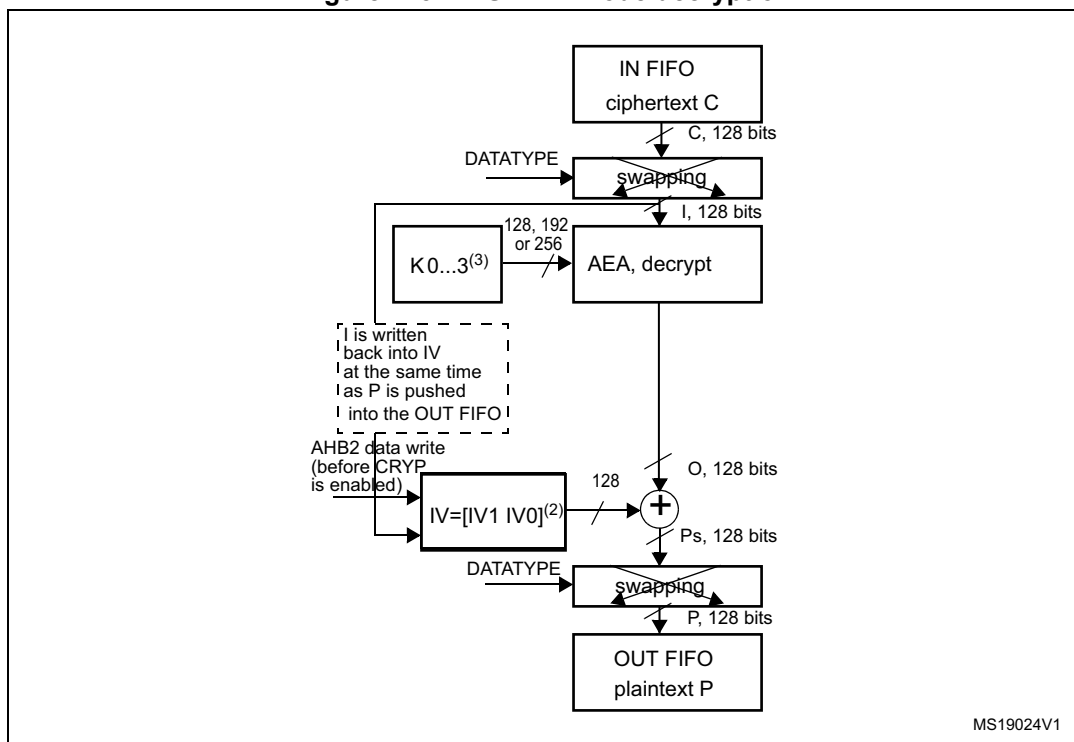 IN FIFO
ciphertext C
C, 128 bits
DATATYPE
swapping
I, 128 bits
128, 192
or 256
K 0...3(3)
AEA, decrypt
I is written
back into IV
at the same time
as P is pushed
into the OUT FIFO
AHB2 data write
(before CRYP
is enabled)
IV=[IV1 IV0](2)
128
O, 128 bits
+
Ps, 128 bits
DATATYPE
swapping
P, 128 bits
OUT FIFO
plaintext P
MS19024V1